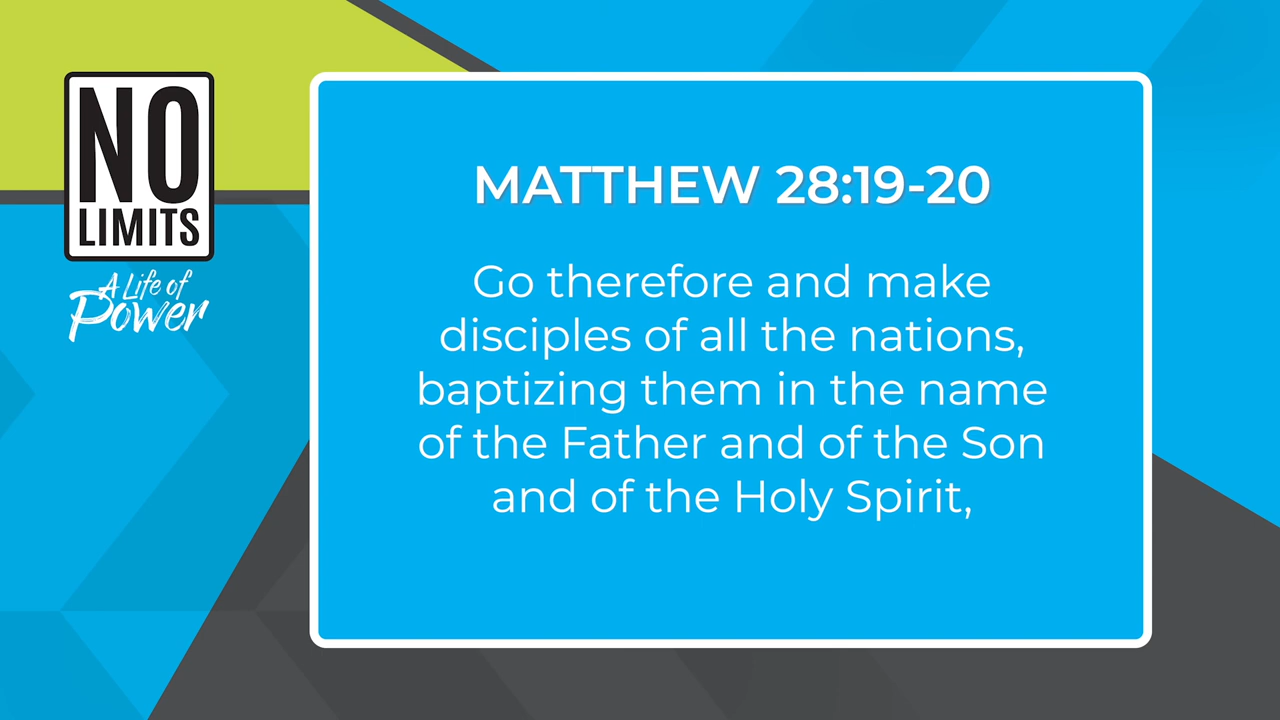 NO
LIMITS
A Life of
Power
MATTHEW 28:19-20
Go therefore and make
disciples of all the nations,
baptizing them in the name
of the Father and of the Son
and of the Holy Spirit,